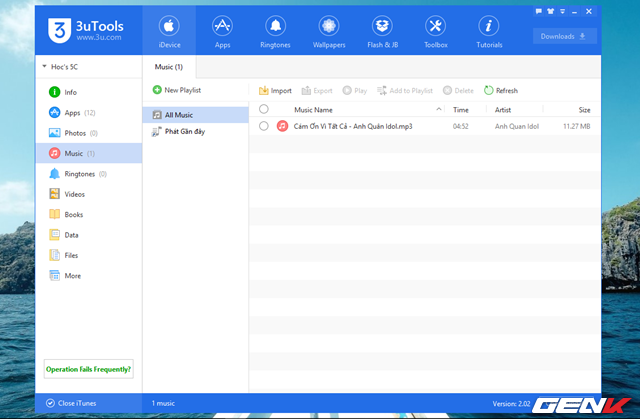 3uTools
www.3u.com
iDevice
Apps
Ringtones
Wallpapers
Flash & JB
Toolbox
Tutorials
Downloads
Hoc's 5C
Music (1)
Info
Apps (12)
Photos (0)
Music (1)
Ringtones (0)
Videos
Books
Data
Files
More
New Playlist
All Music
Phát Gần đây
Import
Export
Play
Add to Playlist
Delete
Refresh
Music Name
Time
Artist
Size
Cám Ơn Vì Tất Cả - Anh Quân Idol.mp3
04:52
Anh Quan Idol
11.27 MB
Operation Fails Frequently?
Close iTunes
1 music
Version: 2.02
GENK